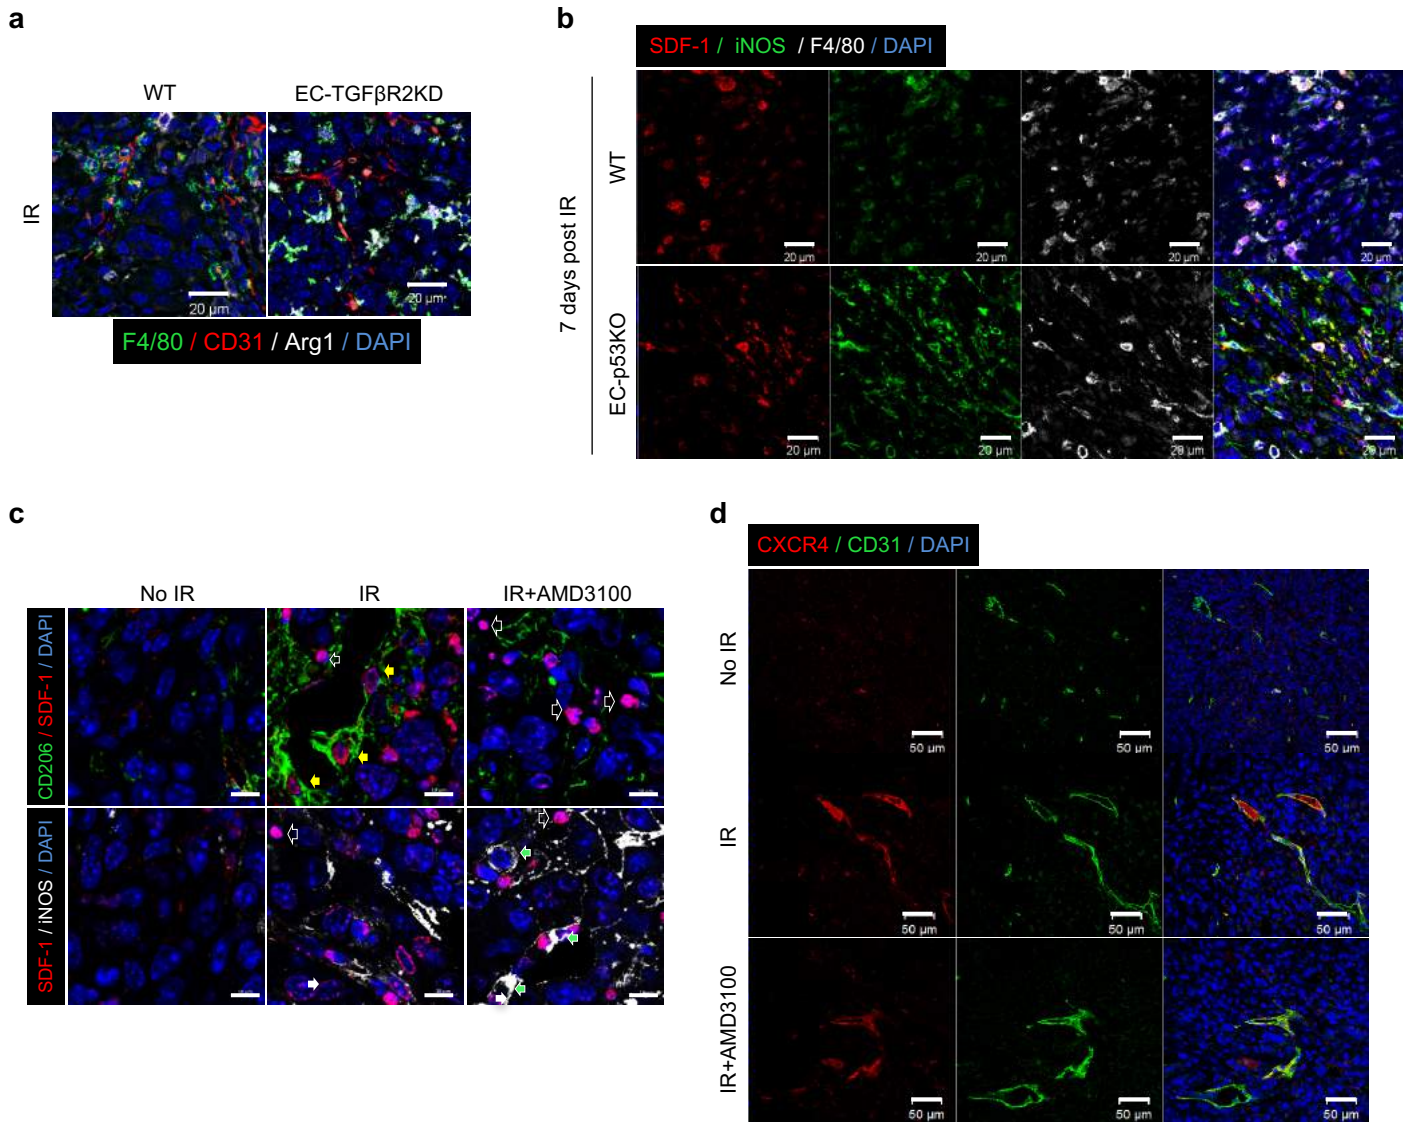 a
WT
EC-TGFβR2KD
IR
20 µm
20 µm
F4/80 / CD31 / Arg1 / DAPI
b
SDF-1 / iNOS / F4/80 / DAPI
7 days post IR
WT
20 µm
20 µm
20 µm
20 µm
EC-p53KO
20 µm
20 µm
20 µm
20 µm
c
No IR
IR
IR+AMD3100
CD206 / SDF-1 / DAPI
SDF-1 / iNOS / DAPI
d
CXCR4 / CD31 / DAPI
No IR
50 µm
50 µm
50 µm
IR
50 µm
50 µm
50 µm
IR+AMD3100
50 µm
50 µm
50 µm